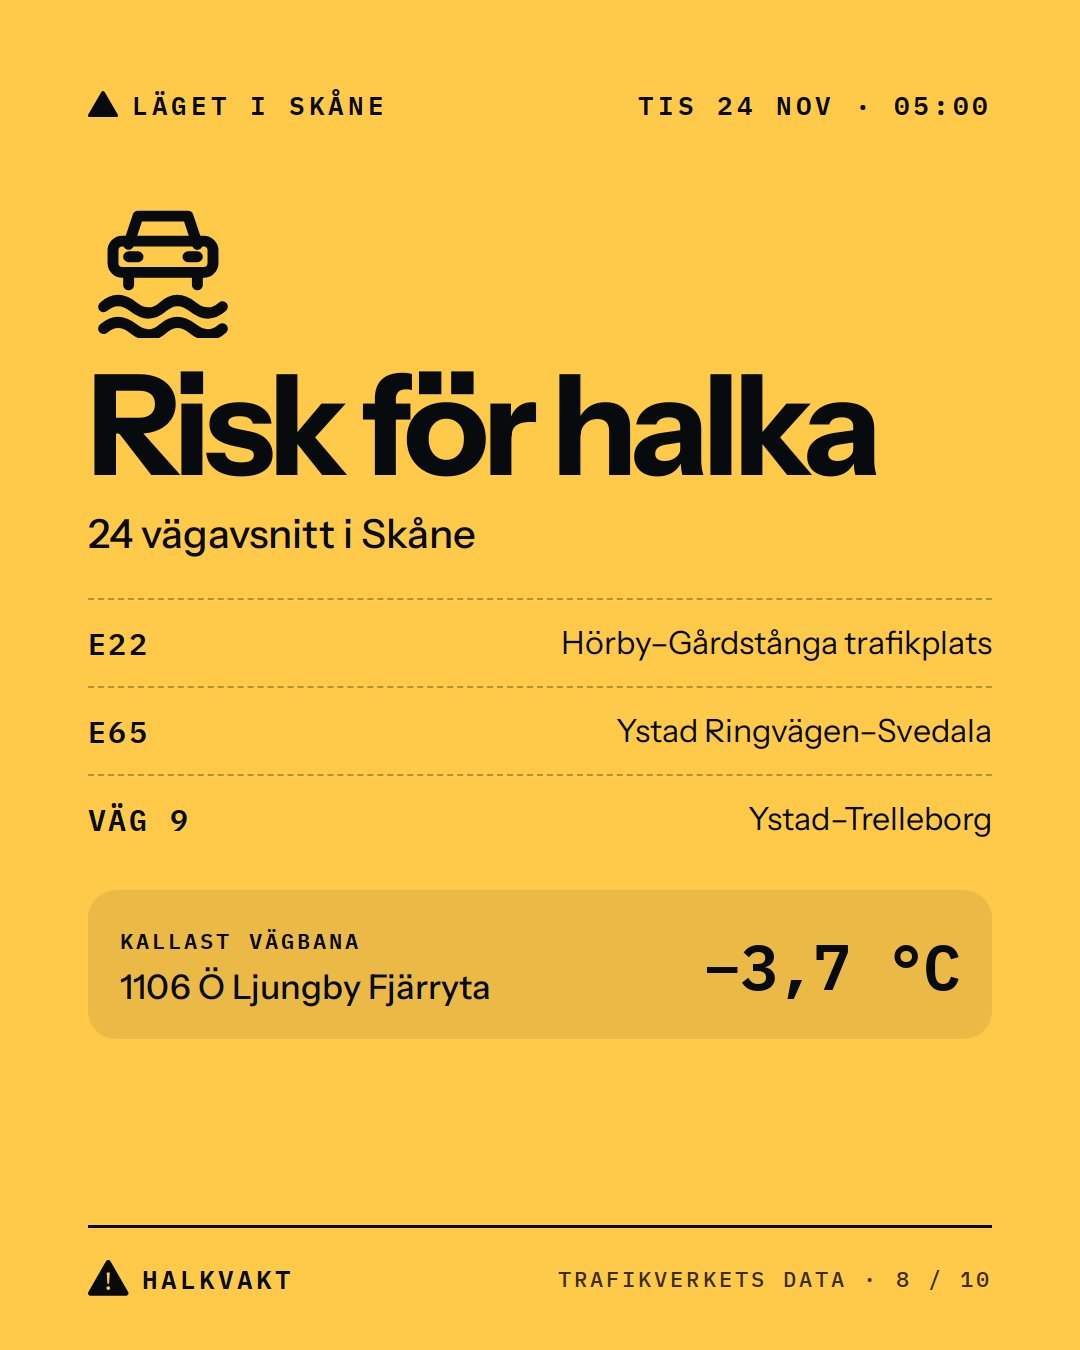 LÄGET I SKÅNE
TIS 24 NOV · 05:00
Risk för halka
24 vägavsnitt i Skåne
E22 Hörby–Gårdstånga trafikplats
E65 Ystad Ringvägen–Svedala
VÄG 9 Ystad–Trelleborg
KALLAST VÄGBANA
1106 Ö Ljungby Fjärryta
−3,7 °C
HALKVAKT
TRAFIKVERKETS DATA · 8 / 10